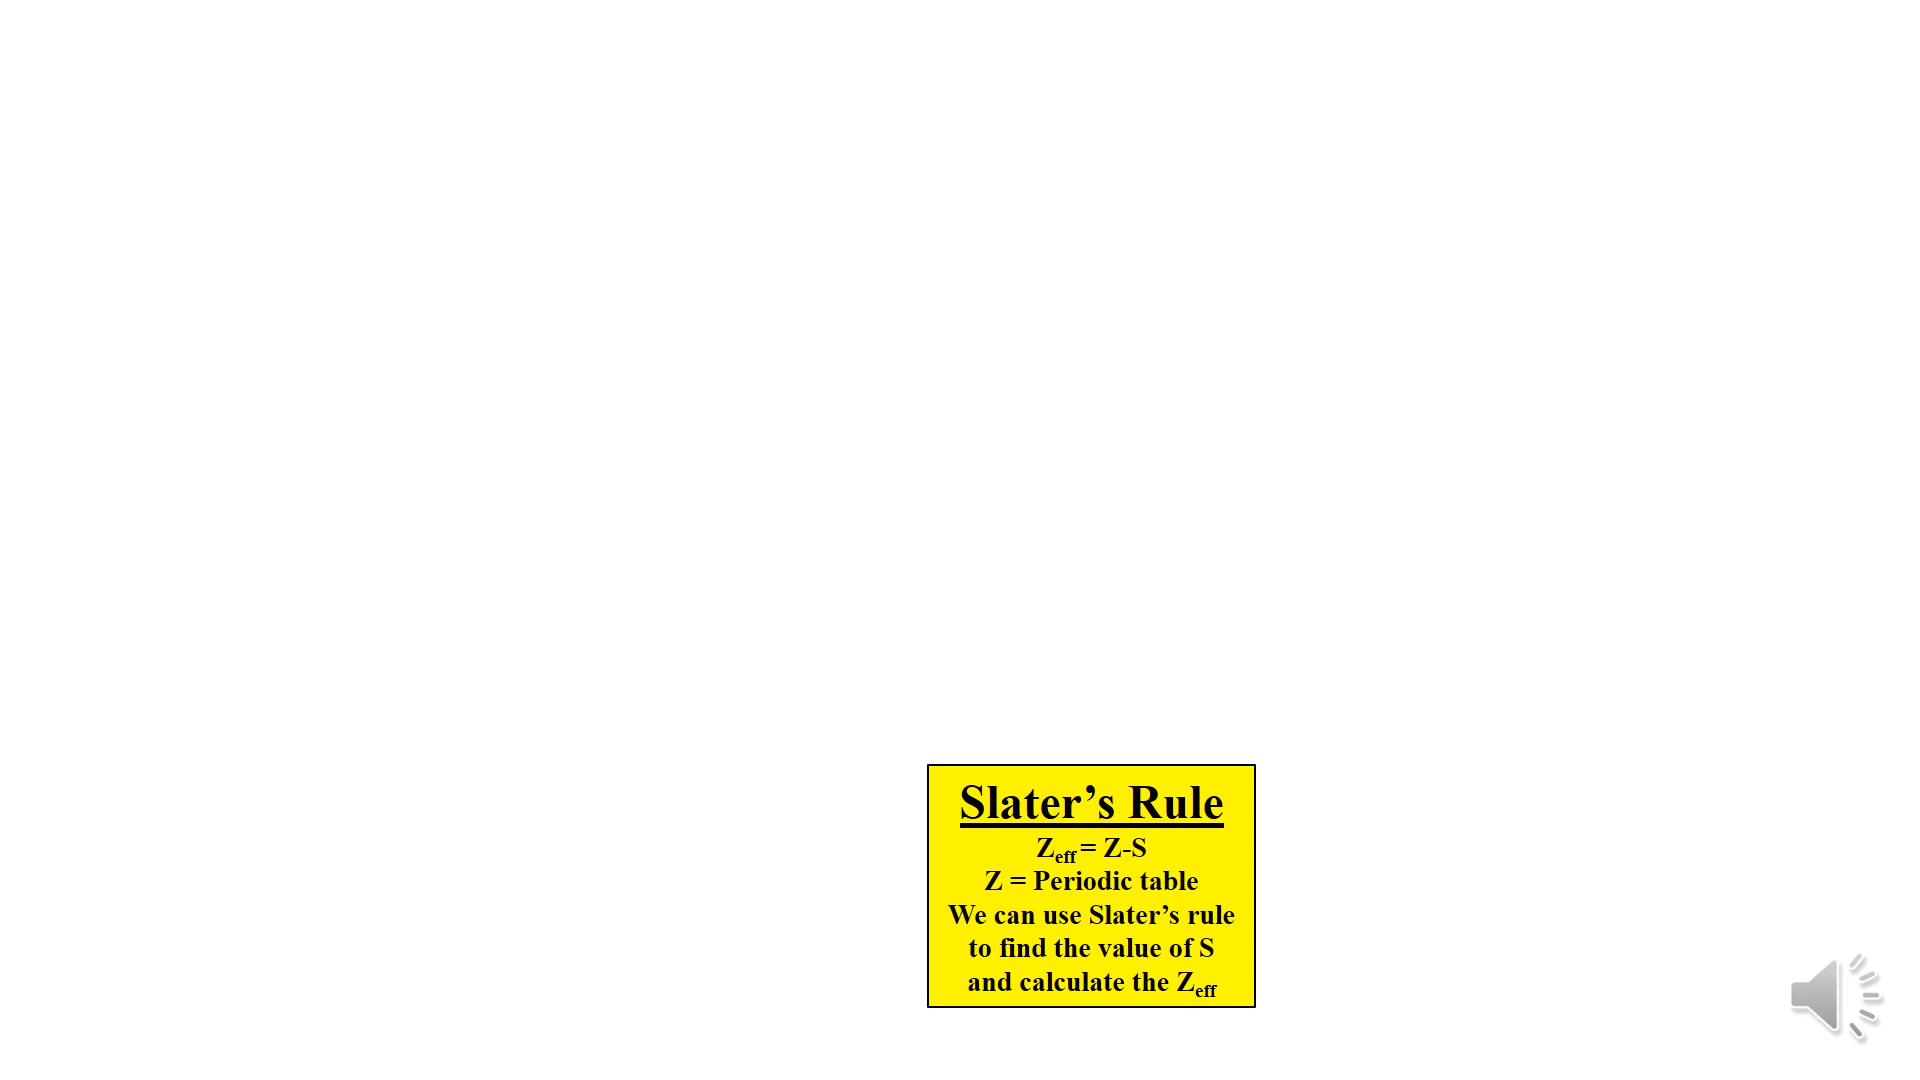 Slater’s Rule
Zeff = Z-S
Z = Periodic table
We can use Slater’s rule
to find the value of S
and calculate the Zeff